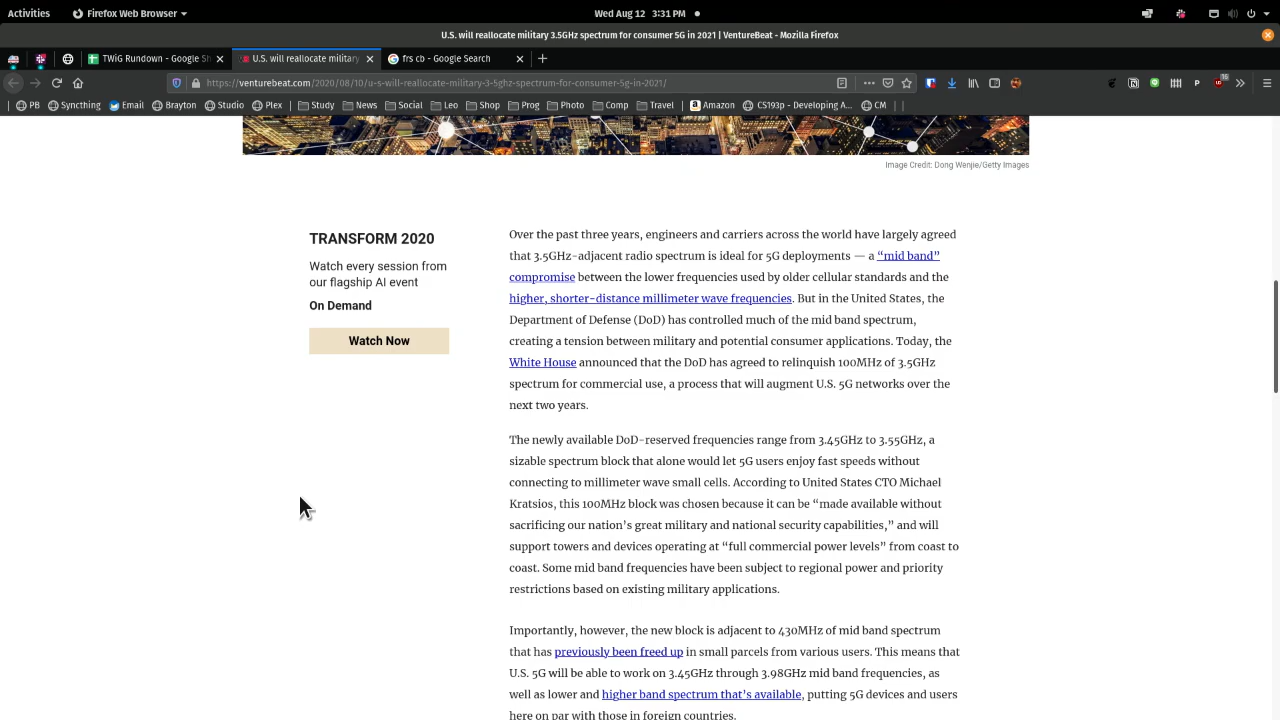 Activities
Firefox Web Browser
Wed Aug 12 3:31 PM
U.S. will reallocate military 3.5GHz spectrum for consumer 5G in 2021 | VentureBeat - Mozilla Firefox
TWiG Rundown - Google Sh
U.S. will reallocate military
frs cb - Google Search
https://venturebeat.com/2020/08/10/u-s-will-reallocate-military-3-5ghz-spectrum-for-consumer-5g-in-2021/
PB Syncthing Email Brayton Studio Plex Study News Social Leo Shop Prog Photo Comp Travel Amazon CS193p - Developing A... CM
Image Credit: Dong Wenjie/Getty Images
TRANSFORM 2020
Watch every session from
our flagship AI event
On Demand
Watch Now
Over the past three years, engineers and carriers across the world have largely agreed
that 3.5GHz-adjacent radio spectrum is ideal for 5G deployments — a “mid band”
compromise between the lower frequencies used by older cellular standards and the
higher, shorter-distance millimeter wave frequencies. But in the United States, the
Department of Defense (DoD) has controlled much of the mid band spectrum,
creating a tension between military and potential consumer applications. Today, the
White House announced that the DoD has agreed to relinquish 100MHz of 3.5GHz
spectrum for commercial use, a process that will augment U.S. 5G networks over the
next two years.
The newly available DoD-reserved frequencies range from 3.45GHz to 3.55GHz, a
sizable spectrum block that alone would let 5G users enjoy fast speeds without
connecting to millimeter wave small cells. According to United States CTO Michael
Kratsios, this 100MHz block was chosen because it can be “made available without
sacrificing our nation’s great military and national security capabilities,” and will
support towers and devices operating at “full commercial power levels” from coast to
coast. Some mid band frequencies have been subject to regional power and priority
restrictions based on existing military applications.
Importantly, however, the new block is adjacent to 430MHz of mid band spectrum
that has previously been freed up in small parcels from various users. This means that
U.S. 5G will be able to work on 3.45GHz through 3.98GHz mid band frequencies, as
well as lower and higher band spectrum that’s available, putting 5G devices and users
here on par with those in foreign countries.